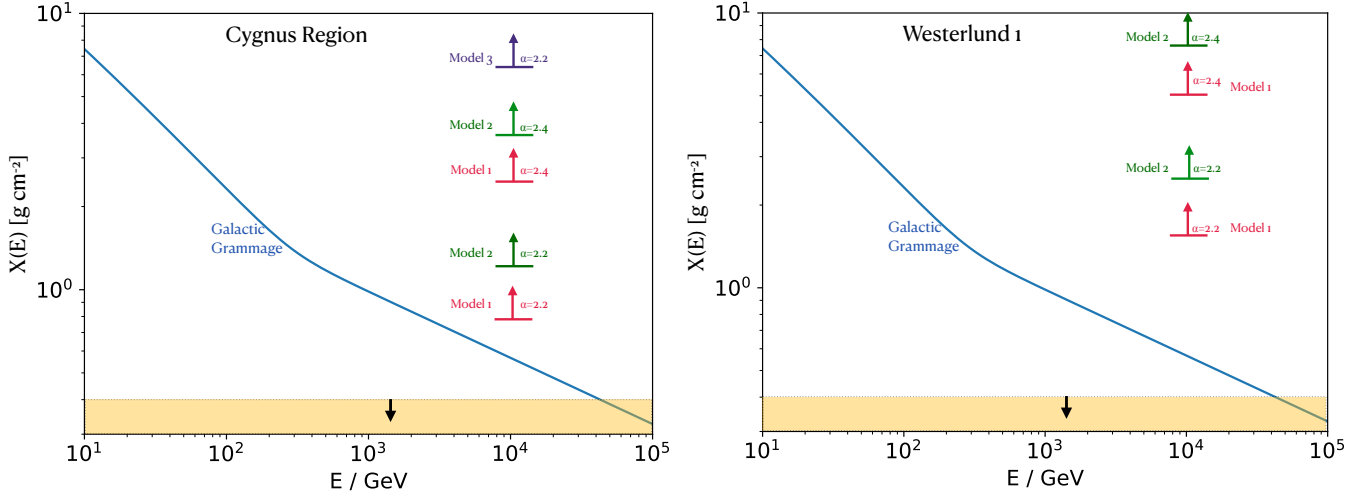 Cygnus Region
10¹
10⁰
X(E) [g cm⁻²]
Model 3 α=2.2
Model 2 α=2.4
Model 1 α=2.4
Galactic
Grammage
Model 2 α=2.2
Model 1 α=2.2
10¹ 10² 10³ 10⁴ 10⁵
E / GeV
Westerlund 1
10¹
10⁰
X(E) [g cm⁻²]
Model 2 α=2.4
α=2.4 Model 1
Model 2 α=2.2
Galactic
Grammage
α=2.2 Model 1
10¹ 10² 10³ 10⁴ 10⁵
E / GeV